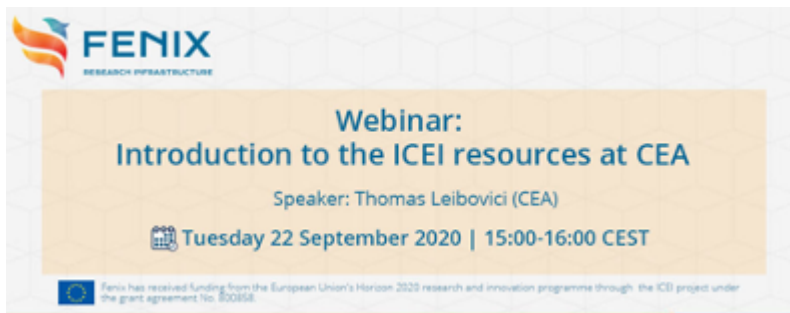 FENIX
RESEARCH INFRASTRUCTURE
Webinar:
Introduction to the ICEI resources at CEA
Speaker: Thomas Leibovici (CEA)
Tuesday 22 September 2020 | 15:00-16:00 CEST
Fenix has received funding from the European Union's Horizon 2020 research and innovation programme through the ICEI project under
the grant agreement No. 800858.